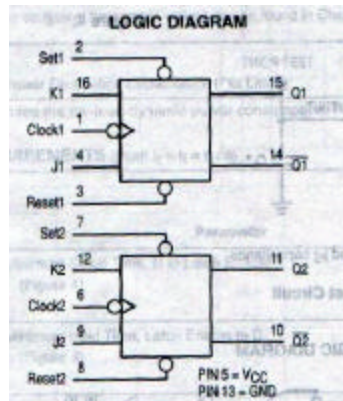 LOGIC DIAGRAM
Set1 2
K1 16
15 Q1
Clock1 1
J1 4
14 Q1
Reset1 3
Set2 7
K2 12
11 Q2
Clock2 6
J2 9
10 Q2
Reset2 8
PIN 5 = VCC
PIN 13 = GND